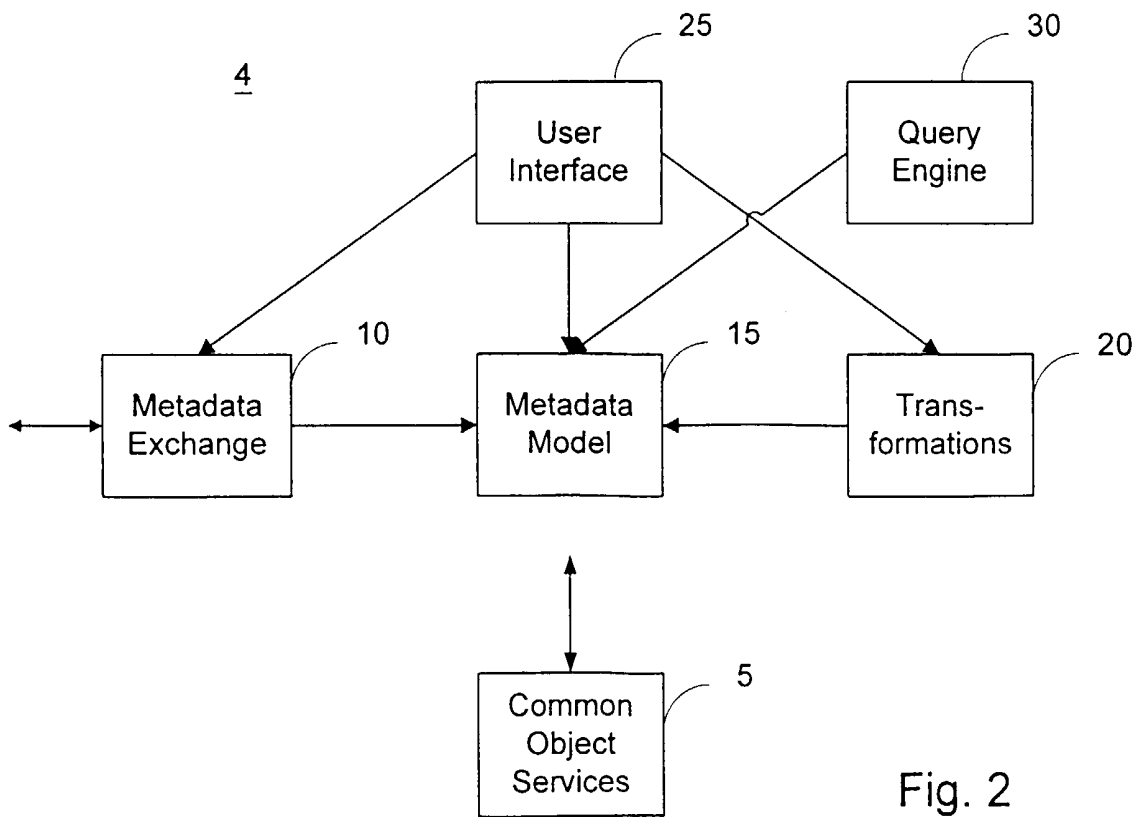 25
30
4
User
Interface
Query
Engine
10
15
20
Metadata
Exchange
Metadata
Model
Trans-
formations
5
Common
Object
Services
Fig. 2